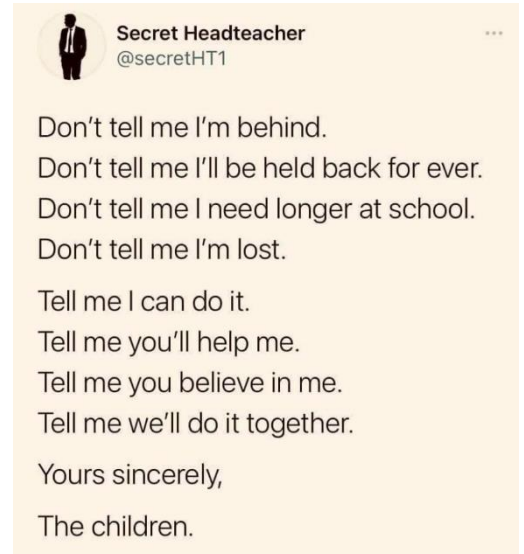 Secret Headteacher
@secretHT1
Don't tell me I'm behind.
Don't tell me I'll be held back for ever.
Don't tell me I need longer at school.
Don't tell me I'm lost.
Tell me I can do it.
Tell me you'll help me.
Tell me you believe in me.
Tell me we'll do it together.
Yours sincerely,
The children.